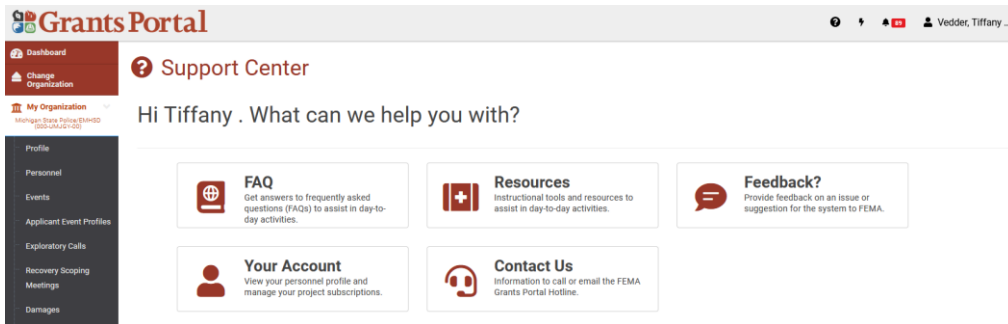 Grants Portal
89
Vedder, Tiffany ...
Dashboard
Change
Organization
My Organization
Michigan State Police/EMHSD
(000-UMJGY-00)
Profile
Personnel
Events
Applicant Event Profiles
Exploratory Calls
Recovery Scoping
Meetings
Damages
Support Center
Hi Tiffany . What can we help you with?
FAQ
Get answers to frequently asked
questions (FAQs) to assist in day-to-
day activities.
Resources
Instructional tools and resources to
assist in day-to-day activities.
Feedback?
Provide feedback on an issue or
suggestion for the system to FEMA.
Your Account
View your personnel profile and
manage your project subscriptions.
Contact Us
Information to call or email the FEMA
Grants Portal Hotline.